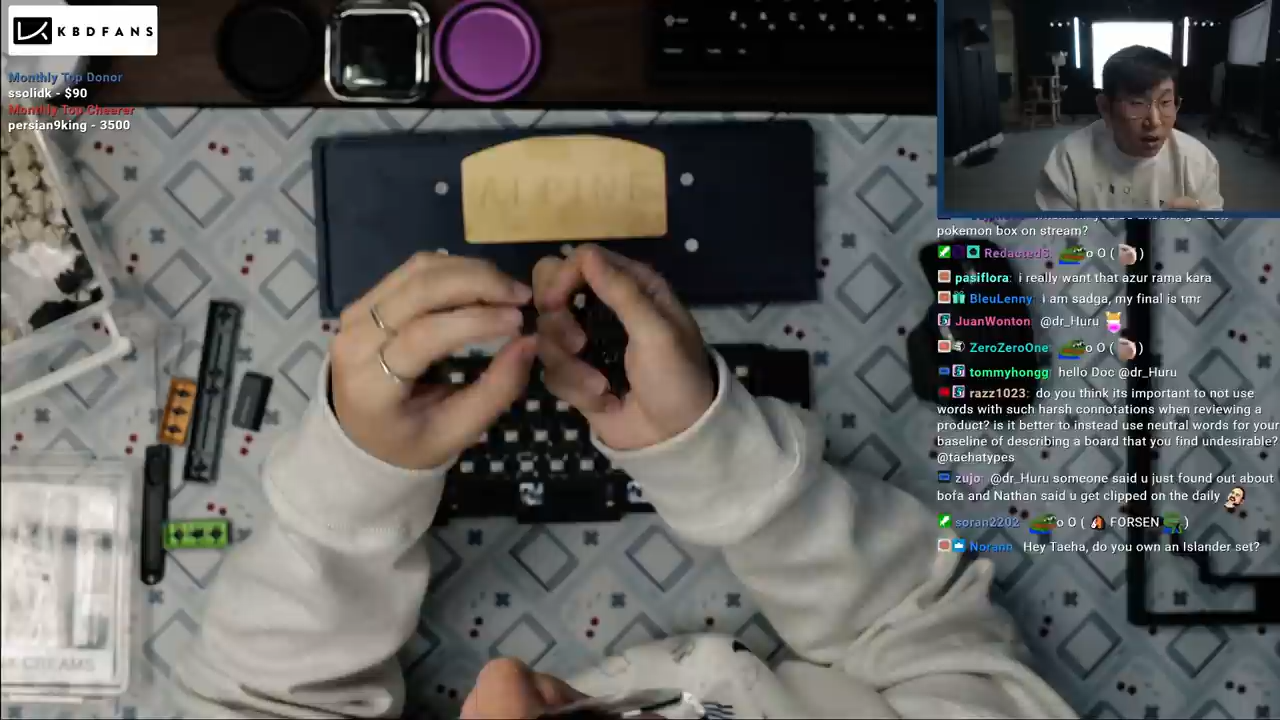 KBDFANS
Monthly Top Donor
ssolidk - $90
Monthly Top Cheerer
persian9king - 3500
ALPINE
pokemon box on stream?
RedactedS: o O ( )
pasiflora: i really want that azur rama kara
BleuLenny: i am sadga, my final is tmr
JuanWonton: @dr_Huru
ZeroZeroOne: o O ( )
tommyhongg: hello Doc @dr_Huru
razz1023: do you think its important to not use
words with such harsh connotations when reviewing a
product? is it better to instead use neutral words for your
baseline of describing a board that you find undesirable?
@taehatypes
zujo: @dr_Huru someone said u just found out about
bofa and Nathan said u get clipped on the daily
soran2202: o O ( FORSEN )
Norann: Hey Taeha, do you own an Islander set?
CREAMS